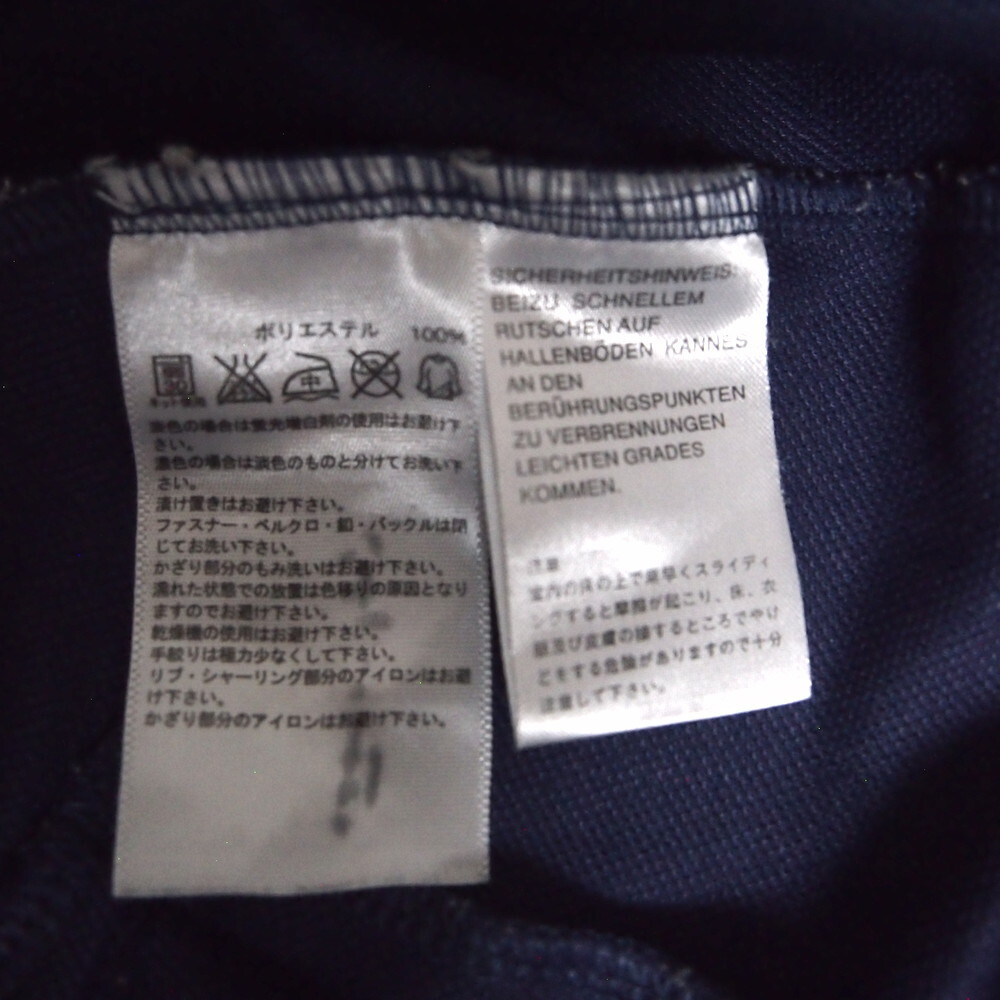 ポリエステル 100%
淡色の場合は蛍光増白剤の使用はお避け下
さい。
濃色の場合は淡色のものと分けてお洗い下
さい。
漬け置きはお避け下さい。
ファスナー・ベルクロ・釦・バックルは閉
じてお洗い下さい。
かざり部分のもみ洗いはお避け下さい。
濡れた状態での放置は色移りの原因となり
ますのでお避け下さい。
乾燥機の使用はお避け下さい。
手絞りは極力少なくして下さい。
リブ・シャーリング部分のアイロンはお避
け下さい。
かざり部分のアイロンはお避け下さい。
SICHERHEITSHINWEIS:
BEIZU SCHNELLEM
RUTSCHEN AUF
HALLENBÖDEN KANNES
AN DEN
BERÜHRUNGSPUNKTEN
ZU VERBRENNUNGEN
LEICHTEN GRADES
KOMMEN.
注意
室内の床の上で素早くスライディ
ングすると摩擦が起こり、床、衣
服及び皮膚の接するところでやけ
どをする危険がありますので十分
注意して下さい。